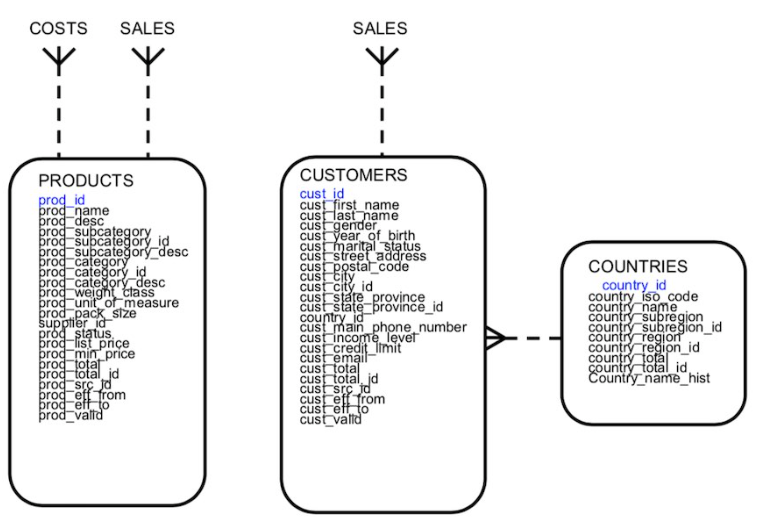 COSTS SALES SALES
PRODUCTS
prod_id
prod_name
prod_desc
prod_subcategory
prod_subcategory_id
prod_subcategory_desc
prod_category
prod_category_id
prod_category_desc
prod_weight_class
prod_unit_of_measure
prod_pack_size
supplier_id
prod_status
prod_list_price
prod_min_price
prod_total
prod_total_id
prod_src_id
prod_eff_from
prod_eff_to
prod_valid
CUSTOMERS
cust_id
cust_first_name
cust_last_name
cust_gender
cust_year_of_birth
cust_marital_status
cust_street_address
cust_postal_code
cust_city
cust_city_id
cust_state_province
cust_state_province_id
country_id
cust_main_phone_number
cust_income_level
cust_credit_limit
cust_email
cust_total
cust_total_id
cust_src_id
cust_eff_from
cust_eff_to
cust_valid
COUNTRIES
country_id
country_iso_code
country_name
country_subregion
country_subregion_id
country_region
country_region_id
country_total
country_total_id
Country_name_hist